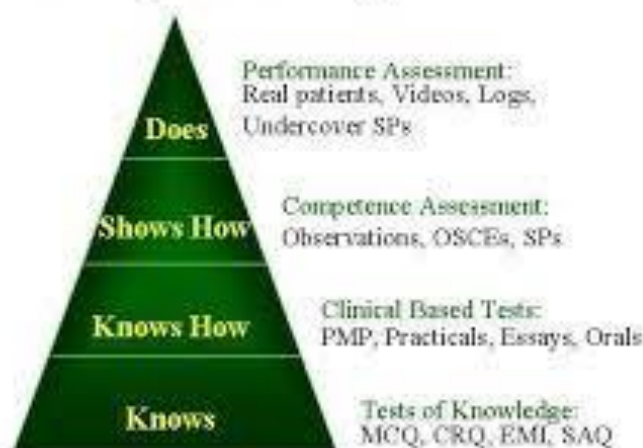 Does
Performance Assessment:
Real patients, Videos, Logs,
Undercover SPs
Shows How
Competence Assessment:
Observations, OSCEs, SPs
Knows How
Clinical Based Tests:
PMP, Practicals, Essays, Orals
Knows
Tests of Knowledge:
MCQ, CRQ, EMI, SAQ